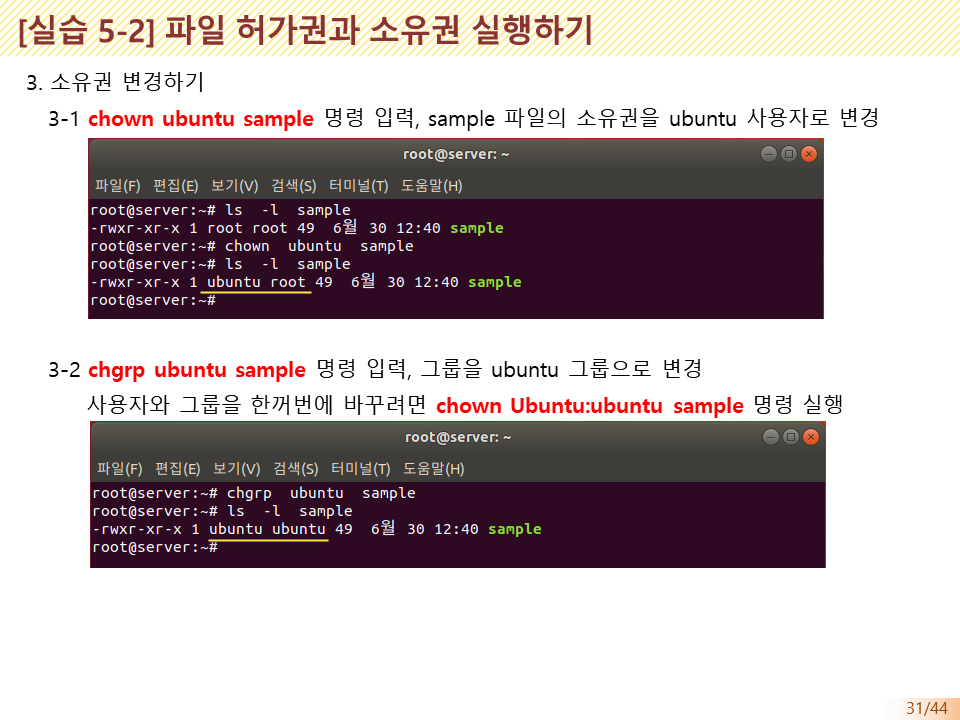 [실습 5-2] 파일 허가권과 소유권 실행하기
3. 소유권 변경하기
3-1 chown ubuntu sample 명령 입력, sample 파일의 소유권을 ubuntu 사용자로 변경
root@server: ~
파일(F) 편집(E) 보기(V) 검색(S) 터미널(T) 도움말(H)
root@server:~# ls -l sample
-rwxr-xr-x 1 root root 49 6월 30 12:40 sample
root@server:~# chown ubuntu sample
root@server:~# ls -l sample
-rwxr-xr-x 1 ubuntu root 49 6월 30 12:40 sample
root@server:~#
3-2 chgrp ubuntu sample 명령 입력, 그룹을 ubuntu 그룹으로 변경
사용자와 그룹을 한꺼번에 바꾸려면 chown Ubuntu:ubuntu sample 명령 실행
root@server: ~
파일(F) 편집(E) 보기(V) 검색(S) 터미널(T) 도움말(H)
root@server:~# chgrp ubuntu sample
root@server:~# ls -l sample
-rwxr-xr-x 1 ubuntu ubuntu 49 6월 30 12:40 sample
root@server:~#
31/44